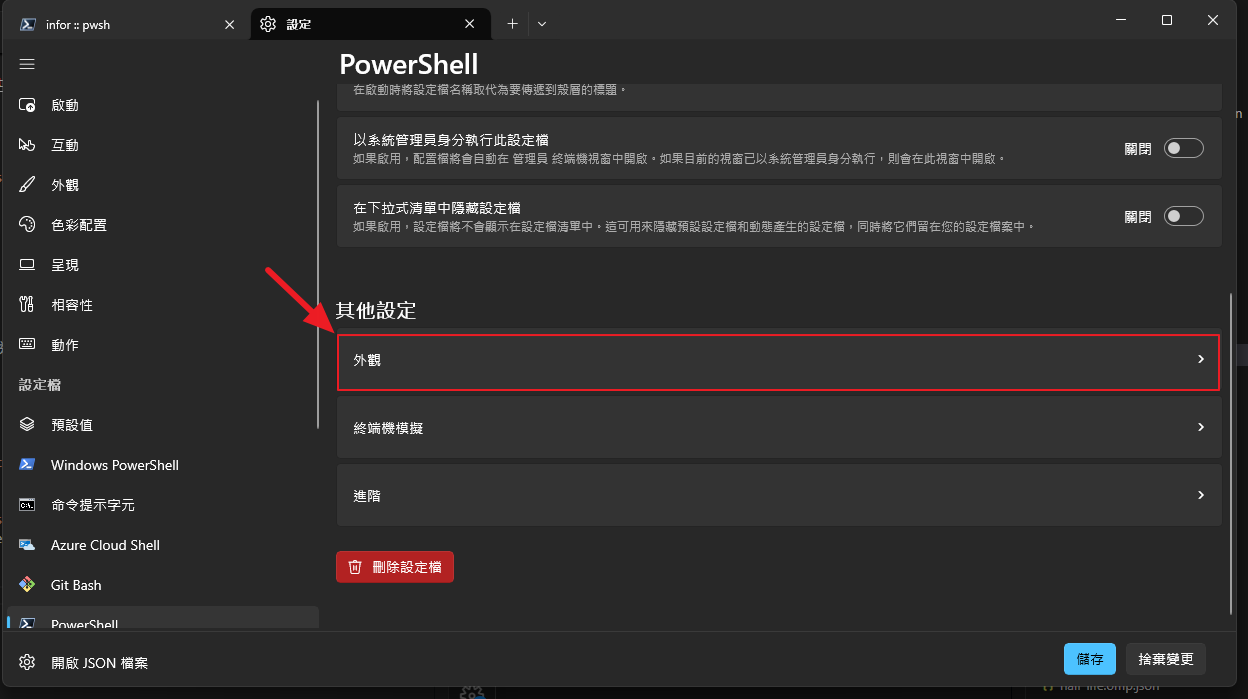 infor :: pwsh
設定
PowerShell
在啟動時將設定檔名稱取代為要傳遞到殼層的標題。
以系統管理員身分執行此設定檔
如果啟用，配置檔將會自動在 管理員 終端機視窗中開啟。如果目前的視窗已以系統管理員身分執行，則會在此視窗中開啟。
關閉
在下拉式清單中隱藏設定檔
如果啟用，設定檔將不會顯示在設定檔清單中。這可用來隱藏預設設定檔和動態產生的設定檔，同時將它們留在您的設定檔案中。
關閉
其他設定
外觀
終端機模擬
進階
刪除設定檔
啟動
互動
外觀
色彩配置
呈現
相容性
動作
設定檔
預設值
Windows PowerShell
命令提示字元
Azure Cloud Shell
Git Bash
PowerShell
開啟 JSON 檔案
儲存
捨棄變更